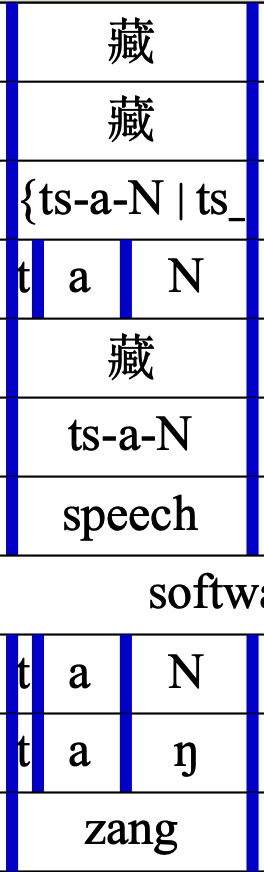 藏
藏
{ts-a-N | ts_
t a N
藏
ts-a-N
speech
softwa
t a N
t a ŋ
zang